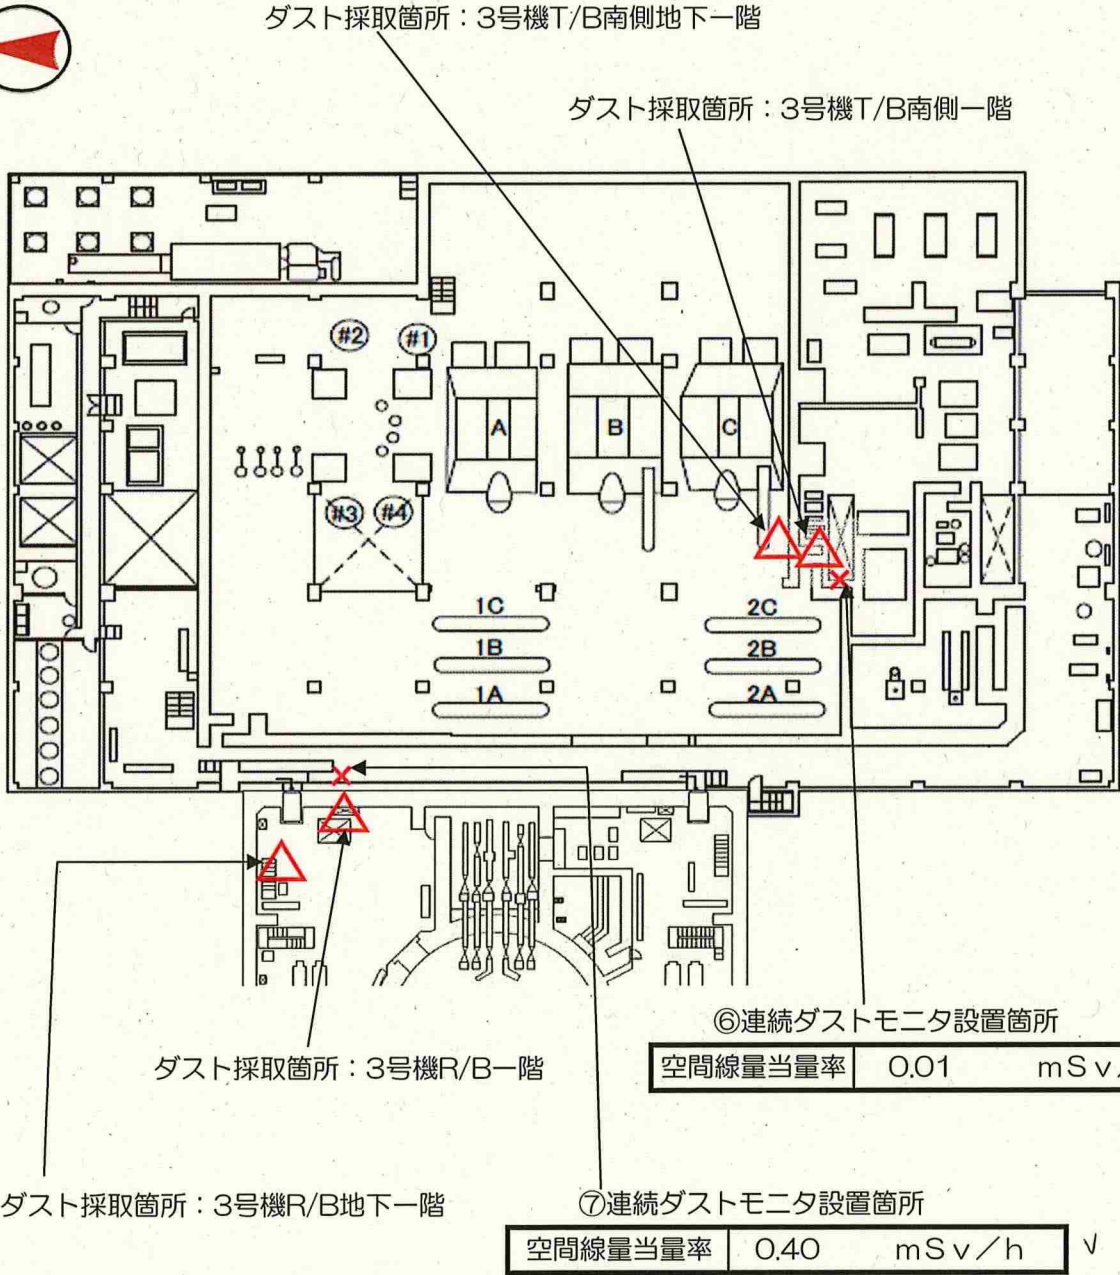 ダスト採取箇所：3号機T/B南側地下一階
ダスト採取箇所：3号機T/B南側一階
#2
#1
A
B
C
#3
#4
1C
2C
1B
2B
1A
2A
⑥連続ダストモニタ設置箇所
空間線量当量率 0.01 mSv/
ダスト採取箇所：3号機R/B一階
ダスト採取箇所：3号機R/B地下一階
⑦連続ダストモニタ設置箇所
空間線量当量率 0.40 mSv／h